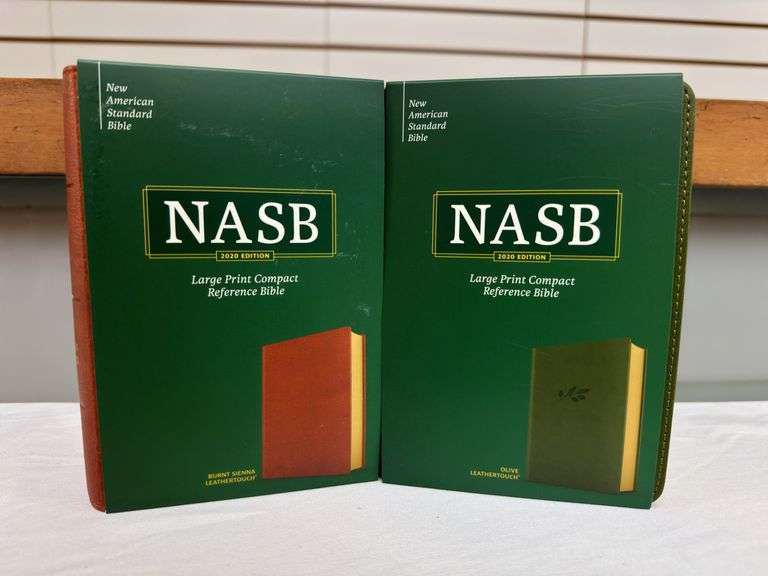 New
American
Standard
Bible
NASB
2020 EDITION
Large Print Compact
Reference Bible
BURNT SIENNA
LEATHERTOUCH®
New
American
Standard
Bible
NASB
2020 EDITION
Large Print Compact
Reference Bible
OLIVE
LEATHERTOUCH®